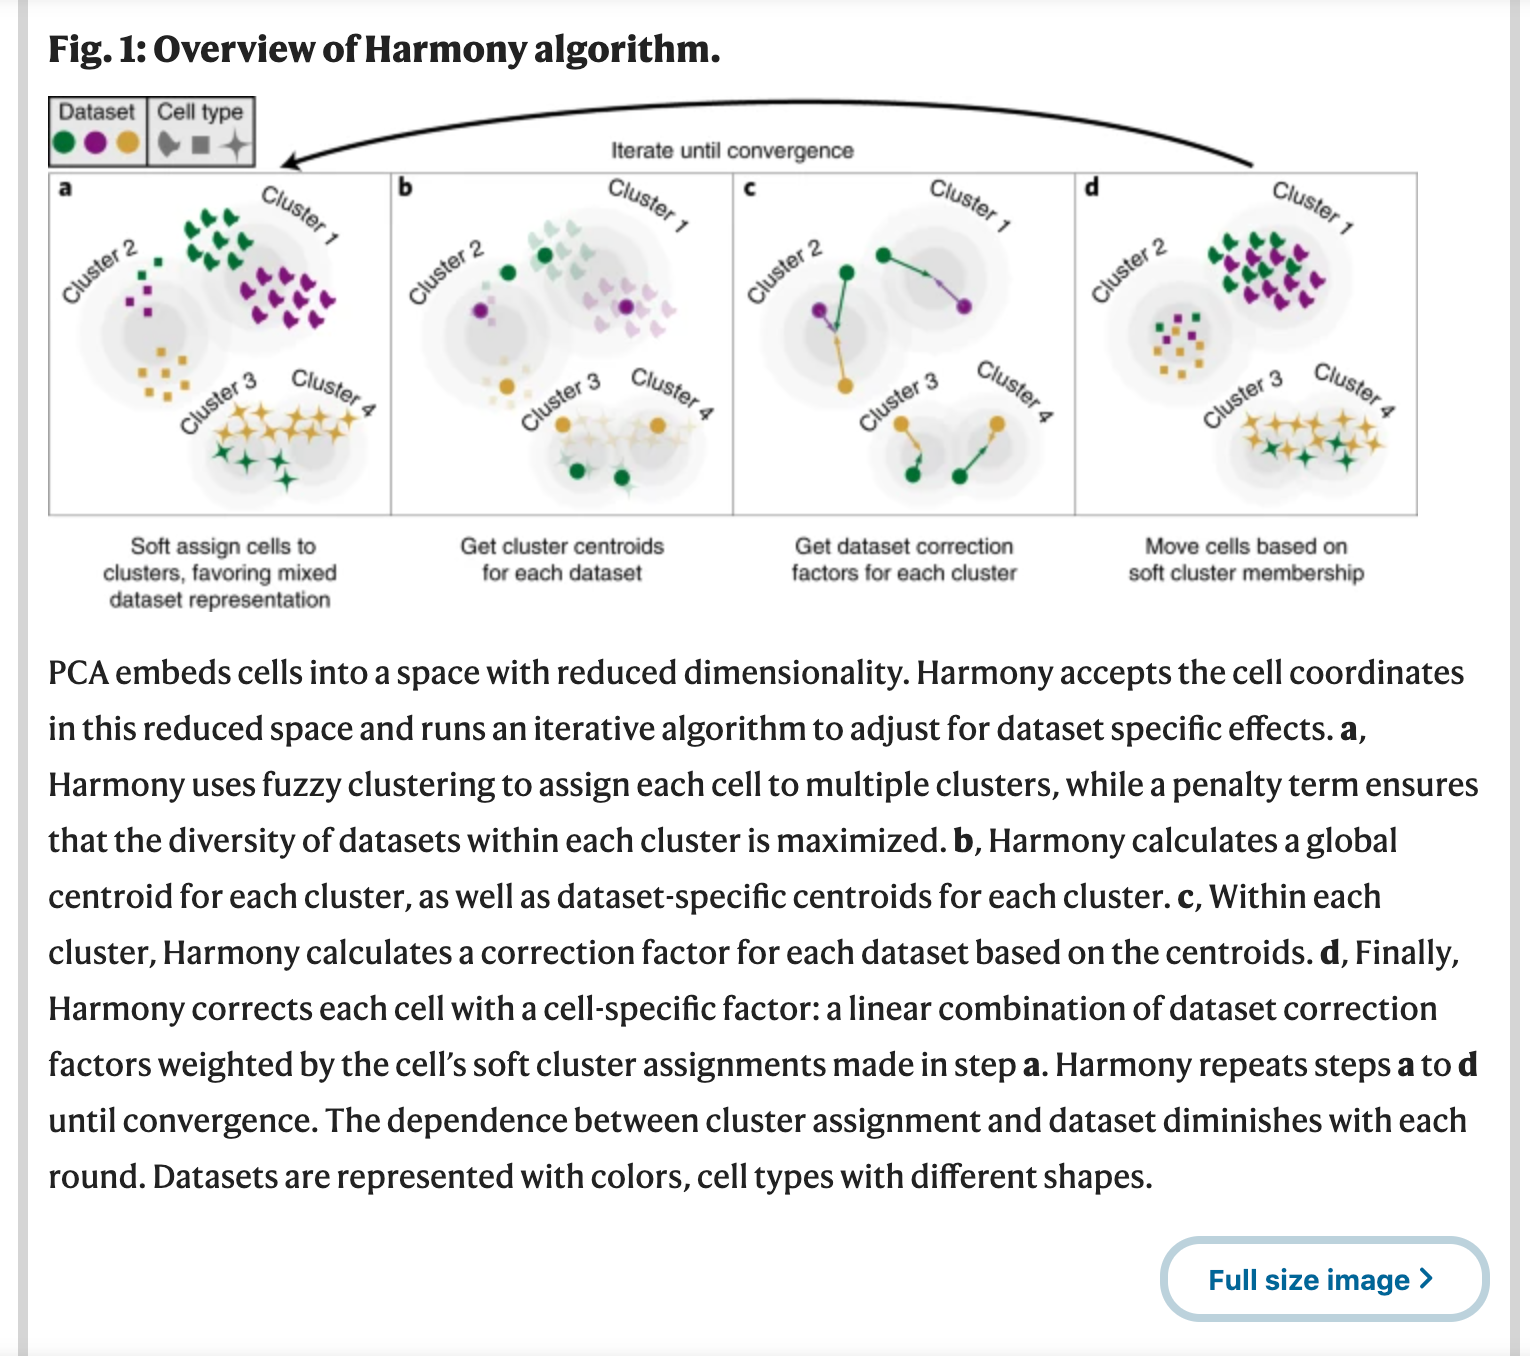 Fig. 1: Overview of Harmony algorithm.
Dataset
Cell type
Iterate until convergence
a
Cluster 1
Cluster 2
Cluster 3
Cluster 4
b
Cluster 1
Cluster 2
Cluster 3
Cluster 4
c
Cluster 1
Cluster 2
Cluster 3
Cluster 4
d
Cluster 1
Cluster 2
Cluster 3
Cluster 4
Soft assign cells to
clusters, favoring mixed
dataset representation
Get cluster centroids
for each dataset
Get dataset correction
factors for each cluster
Move cells based on
soft cluster membership
PCA embeds cells into a space with reduced dimensionality. Harmony accepts the cell coordinates
in this reduced space and runs an iterative algorithm to adjust for dataset specific effects. a,
Harmony uses fuzzy clustering to assign each cell to multiple clusters, while a penalty term ensures
that the diversity of datasets within each cluster is maximized. b, Harmony calculates a global
centroid for each cluster, as well as dataset-specific centroids for each cluster. c, Within each
cluster, Harmony calculates a correction factor for each dataset based on the centroids. d, Finally,
Harmony corrects each cell with a cell-specific factor: a linear combination of dataset correction
factors weighted by the cell’s soft cluster assignments made in step a. Harmony repeats steps a to d
until convergence. The dependence between cluster assignment and dataset diminishes with each
round. Datasets are represented with colors, cell types with different shapes.
Full size image